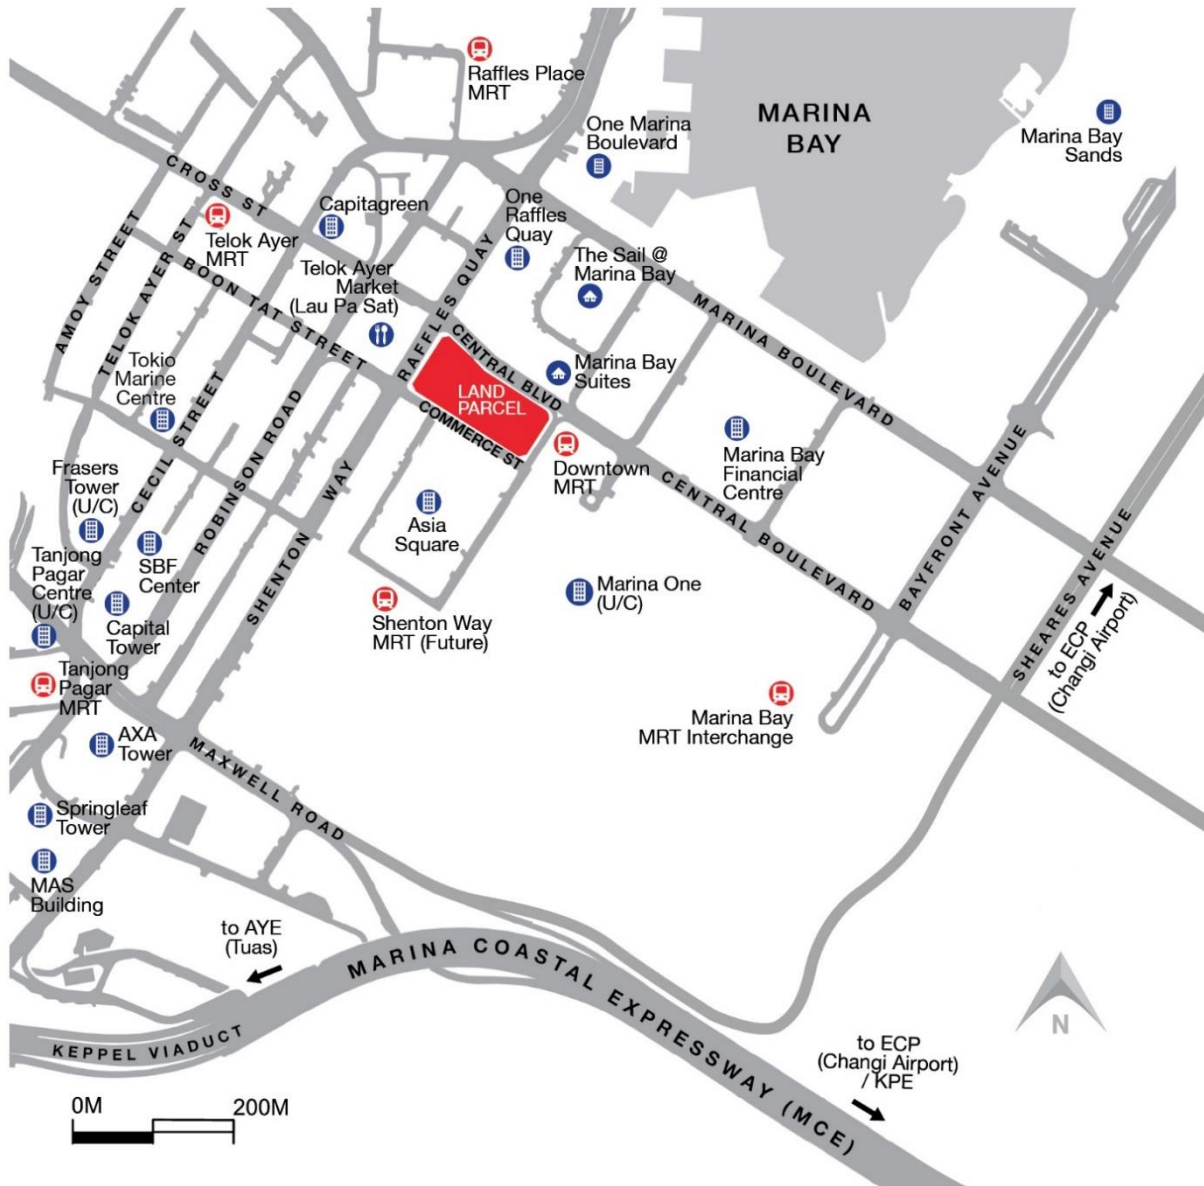 Raffles Place
MRT
MARINA
BAY
One Marina
Boulevard
Marina Bay
Sands
CROSS ST
Capitagreen
One
Raffles
Quay
Telok Ayer
MRT
AMOY STREET
TELOK AYER ST
BOON TAT STREET
Telok Ayer
Market
(Lau Pa Sat)
RAFFLES QUAY
The Sail @
Marina Bay
MARINA BOULEVARD
CENTRAL BLVD
Tokio
Marine
Centre
LAND
PARCEL
Marina Bay
Suites
COMMERCE ST
CECIL STREET
ROBINSON ROAD
SHENTON WAY
Downtown
MRT
Marina Bay
Financial
Centre
Frasers
Tower
(U/C)
Asia
Square
CENTRAL BOULEVARD
BAYFRONT AVENUE
SHEARES AVENUE
Tanjong
Pagar
Centre
(U/C)
SBF
Center
Capital
Tower
Marina One
(U/C)
Shenton Way
MRT (Future)
to ECP
(Changi Airport)
Tanjong
Pagar
MRT
Marina Bay
MRT Interchange
AXA
Tower
MAXWELL ROAD
Springleaf
Tower
MAS
Building
to AYE
(Tuas)
MARINA COASTAL EXPRESSWAY (MCE)
KEPPEL VIADUCT
N
to ECP
(Changi Airport)
/ KPE
0M 200M